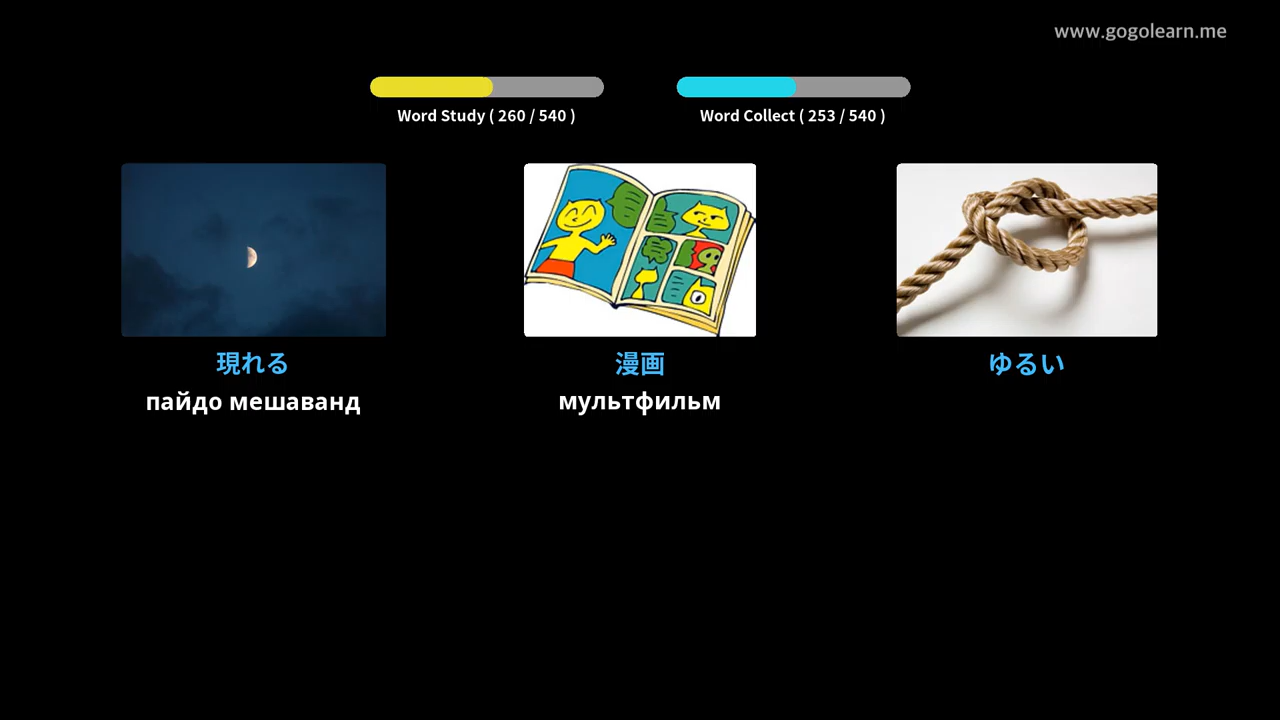 www.gogolearn.me
Word Study ( 260 / 540 )
Word Collect ( 253 / 540 )
現れる
漫画
ゆるい
пайдо мешаванд
мультфильм